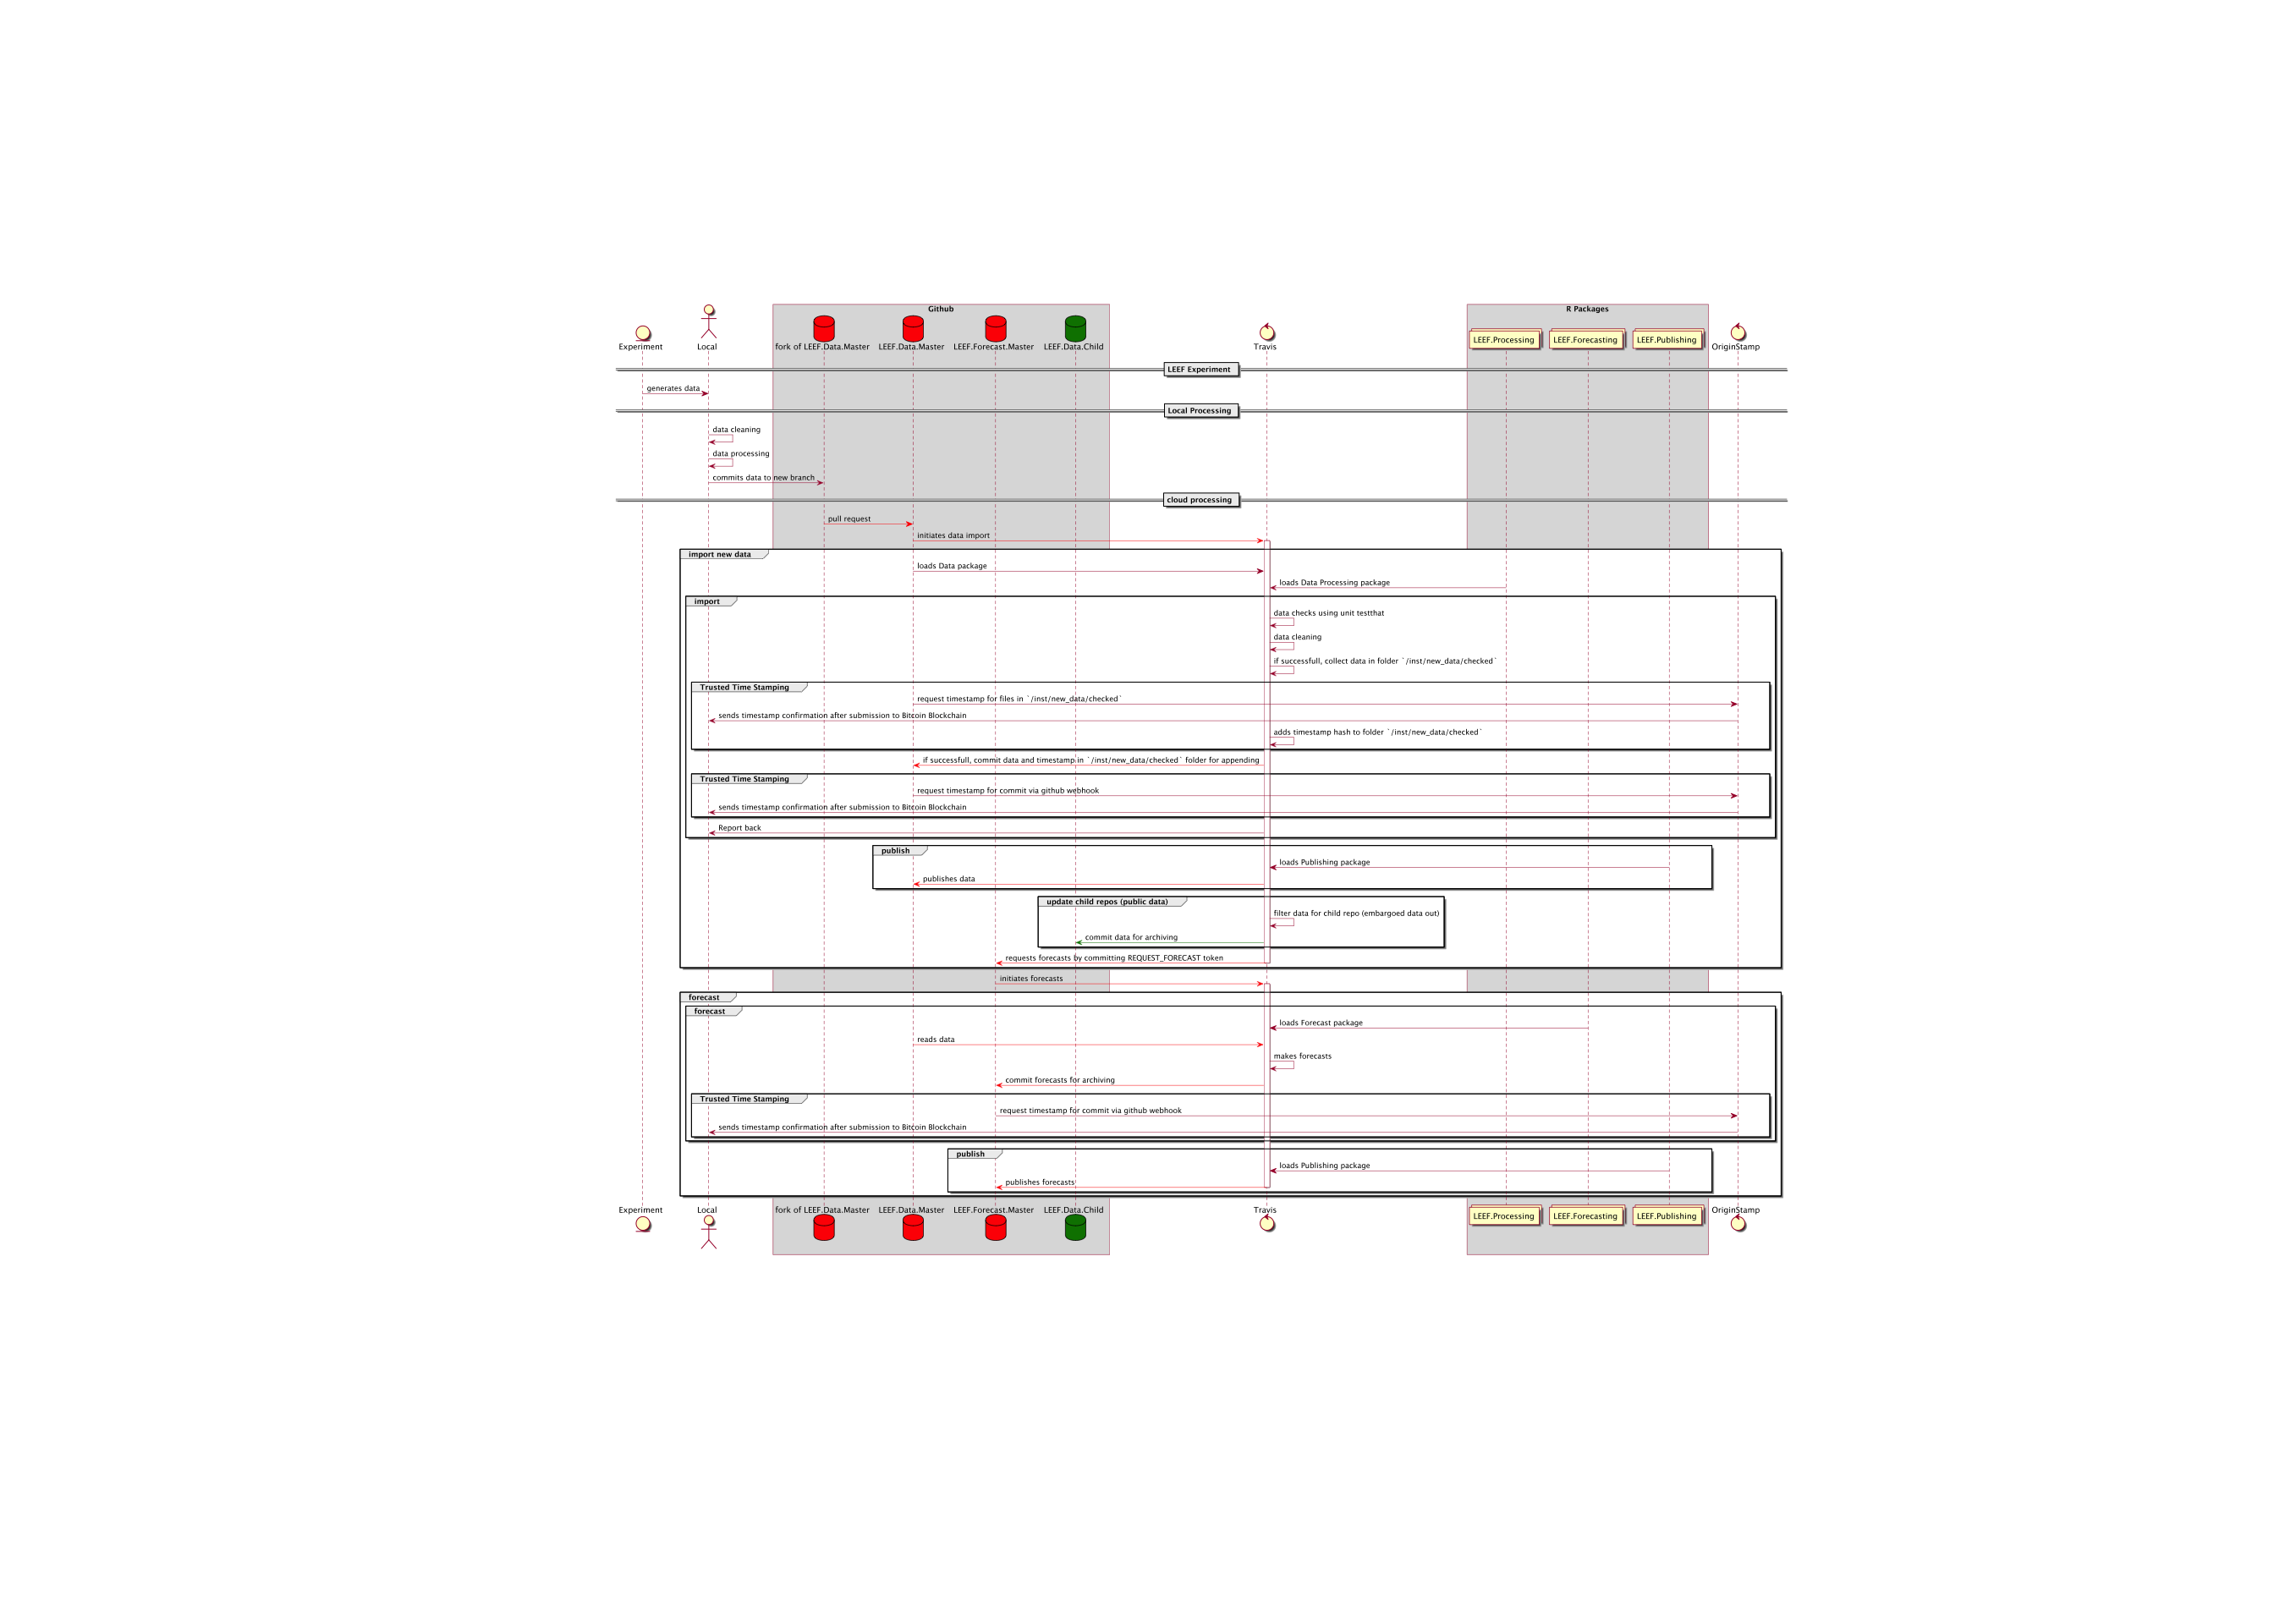 Github
R Packages
Experiment
Local
fork of LEEF.Data.Master
LEEF.Data.Master
LEEF.Forecast.Master
LEEF.Data.Child
Travis
LEEF.Processing
LEEF.Forecasting
LEEF.Publishing
OriginStamp
LEEF Experiment
generates data
Local Processing
data cleaning
data processing
commits data to new branch
cloud processing
pull request
initiates data import
import new data
loads Data package
loads Data Processing package
import
data checks using unit testthat
data cleaning
if successfull, collect data in folder `/inst/new_data/checked`
Trusted Time Stamping
request timestamp for files in `/inst/new_data/checked`
sends timestamp confirmation after submission to Bitcoin Blockchain
adds timestamp hash to folder `/inst/new_data/checked`
if successfull, commit data and timestamp in `/inst/new_data/checked` folder for appending
Trusted Time Stamping
request timestamp for commit via github webhook
sends timestamp confirmation after submission to Bitcoin Blockchain
Report back
publish
loads Publishing package
publishes data
update child repos (public data)
filter data for child repo (embargoed data out)
commit data for archiving
requests forecasts by committing REQUEST_FORECAST token
initiates forecasts
forecast
forecast
loads Forecast package
reads data
makes forecasts
commit forecasts for archiving
Trusted Time Stamping
request timestamp for commit via github webhook
sends timestamp confirmation after submission to Bitcoin Blockchain
publish
loads Publishing package
publishes forecasts
Experiment
Local
fork of LEEF.Data.Master
LEEF.Data.Master
LEEF.Forecast.Master
LEEF.Data.Child
Travis
LEEF.Processing
LEEF.Forecasting
LEEF.Publishing
OriginStamp